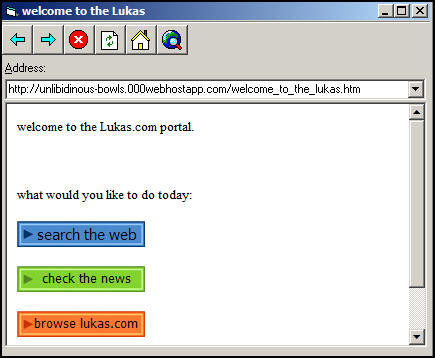 welcome to the Lukas
Address:
http://unlibidinous-bowls.000webhostapp.com/welcome_to_the_lukas.htm
welcome to the Lukas.com portal.
what would you like to do today:
search the web
check the news
browse lukas.com